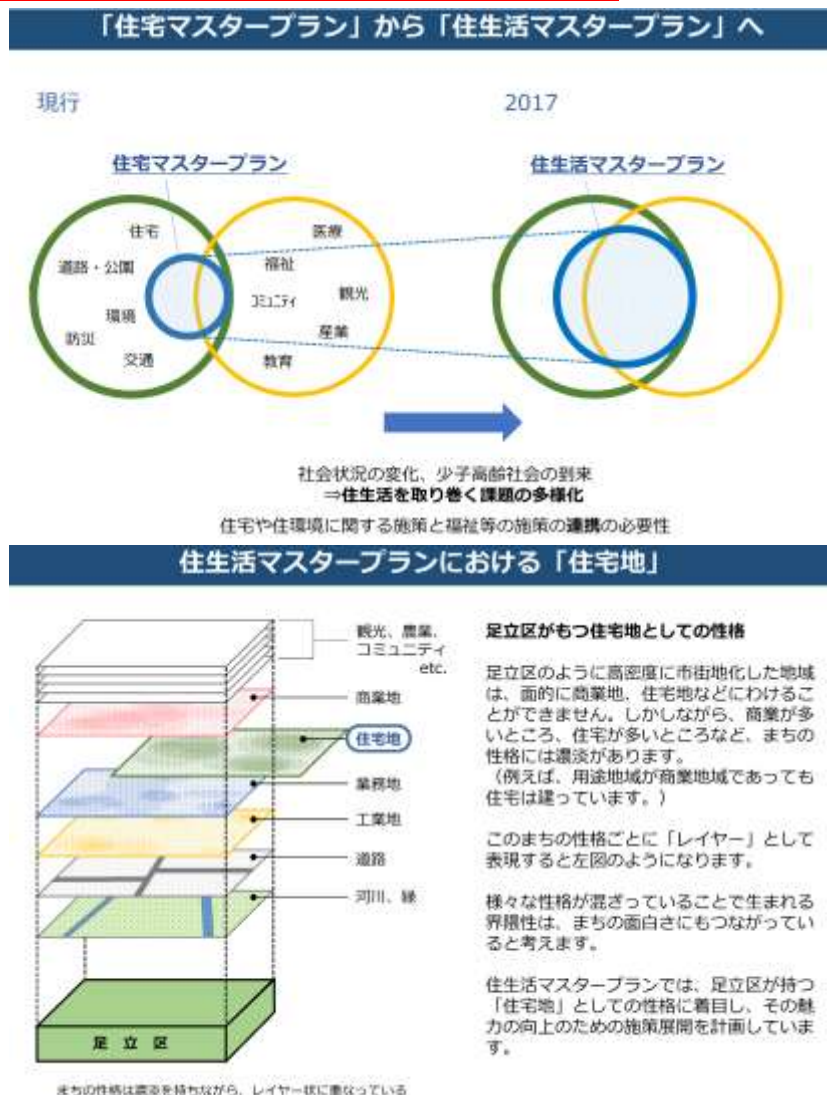 「住宅マスタープラン」から「住生活マスタープラン」へ
現行
2017
住宅マスタープラン
住生活マスタープラン
住宅
道路・公園
環境
防災
交通
医療
福祉
コミュニティ
観光
産業
教育
社会状況の変化、少子高齢社会の到来
⇒住生活を取り巻く課題の多様化
住宅や住環境に関する施策と福祉等の施策の連携の必要性
住生活マスタープランにおける「住宅地」
観光、農業、
コミュニティ
etc.
商業地
住宅地
業務地
工業地
道路
河川、緑
足立区
まちの性格は濃淡を持ちながら、レイヤー状に重なっている
足立区がもつ住宅地としての性格
足立区のように高密度に市街地化した地域
は、面的に商業地、住宅地などにわけるこ
とができません。しかしながら、商業が多
いところ、住宅が多いところなど、まちの
性格には濃淡があります。
（例えば、用途地域が商業地域であっても
住宅は建っています。）
このまちの性格ごとに「レイヤー」として
表現すると左図のようになります。
様々な性格が混ざっていることで生まれる
界隈性は、まちの面白さにもつながってい
ると考えます。
住生活マスタープランでは、足立区が持つ
「住宅地」としての性格に着目し、その魅
力の向上のための施策展開を計画していま
す。